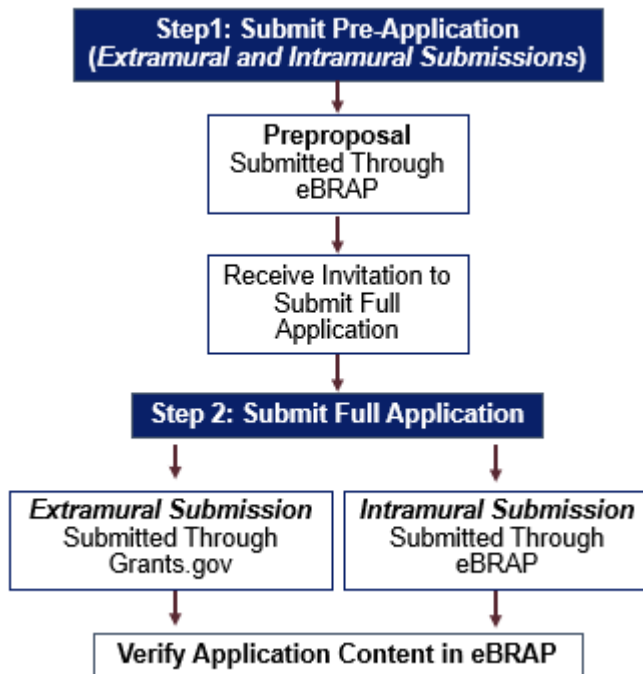 Step1: Submit Pre-Application
(Extramural and Intramural Submissions)
Preproposal
Submitted Through
eBRAP
Receive Invitation to
Submit Full
Application
Step 2: Submit Full Application
Extramural Submission
Submitted Through
Grants.gov
Intramural Submission
Submitted Through
eBRAP
Verify Application Content in eBRAP